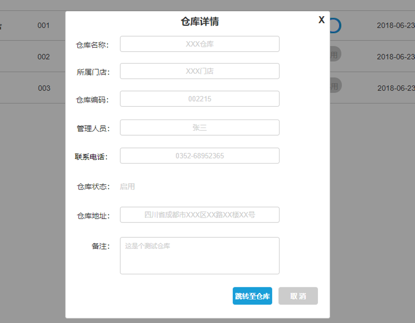 仓库详情 X
仓库名称： XXX仓库
所属门店： XXX门店
仓库编码： 002215
管理人员： 张三
联系电话： 0352-68952365
仓库状态： 启用
仓库地址： 四川省成都市XXX区XX路XX楼XX号
备注： 这是个测试仓库
跳转至仓库 取 消
001 2018-06-23
002 2018-06-23
003 2018-06-23